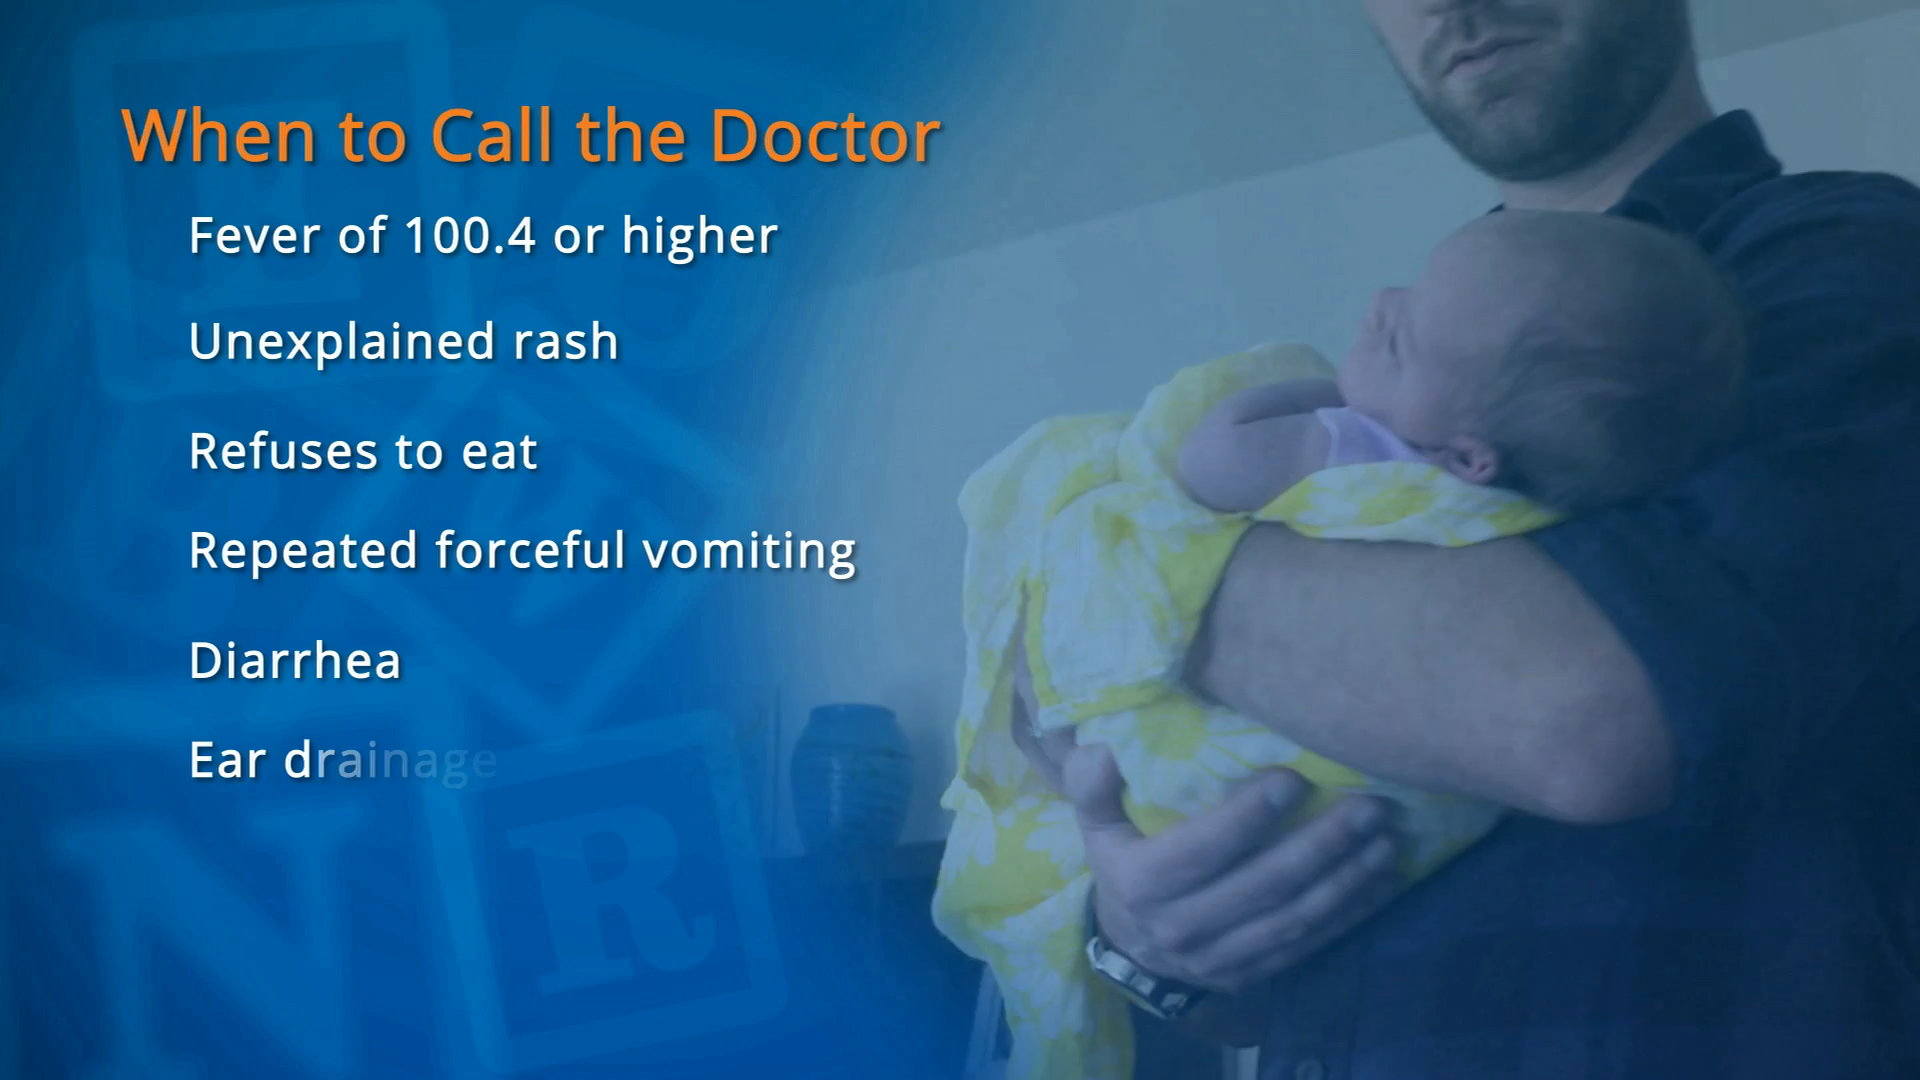 When to Call the Doctor
Fever of 100.4 or higher
Unexplained rash
Refuses to eat
Repeated forceful vomiting
Diarrhea
Ear drainage
N
R